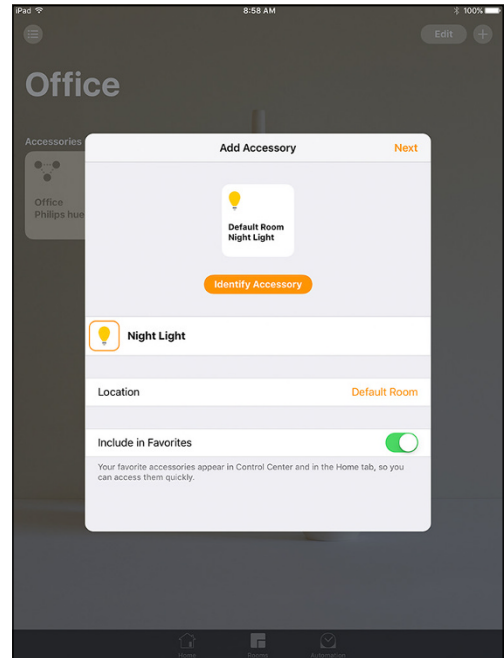 iPad 8:58 AM 100%
Edit
Office
Accessories
Office
Philips hue
Add Accessory Next
Default Room
Night Light
Identify Accessory
Night Light
Location Default Room
Include in Favorites
Your favorite accessories appear in Control Center and in the Home tab, so you
can access them quickly.
Home Rooms Automation